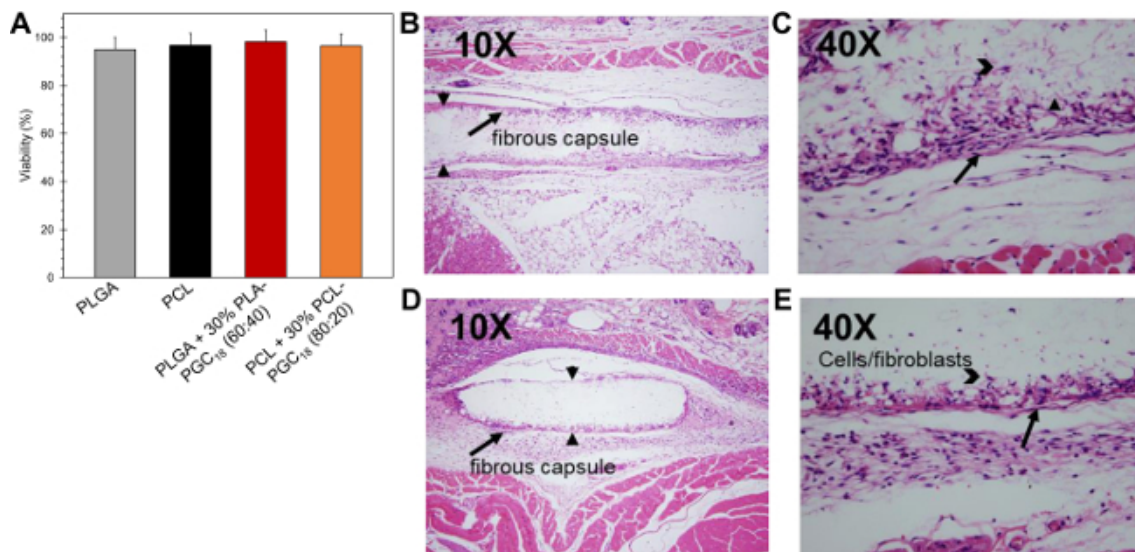 A
Viability (%)
100
80
60
40
20
0
PLGA
PCL
PLGA + 30% PLA-
PGC18 (60:40)
PCL + 30% PCL-
PGC18 (80:20)
B
10X
fibrous capsule
C
40X
D
10X
fibrous capsule
E
40X
Cells/fibroblasts